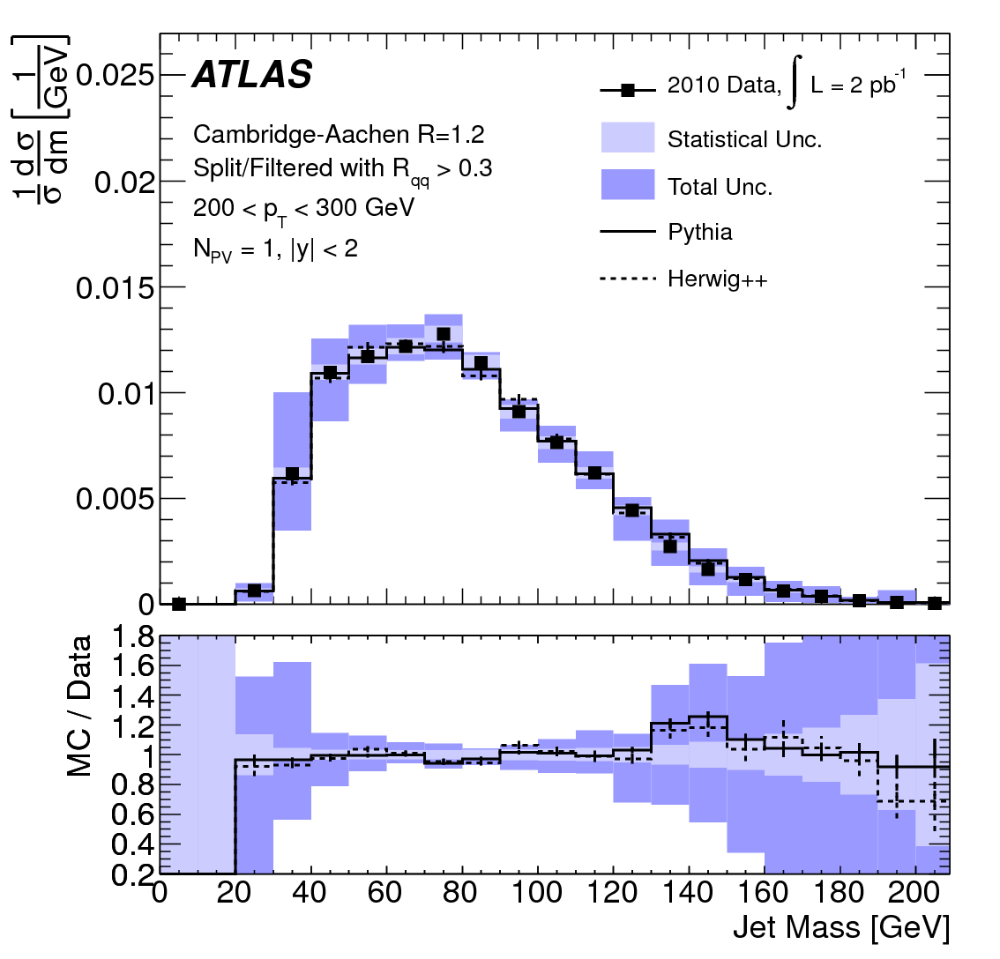 1/σ dσ/dm [1/GeV]
ATLAS
Cambridge-Aachen R=1.2
Split/Filtered with R_qq > 0.3
200 < p_T < 300 GeV
N_PV = 1, |y| < 2
2010 Data, ∫ L = 2 pb⁻¹
Statistical Unc.
Total Unc.
Pythia
Herwig++
0.025
0.02
0.015
0.01
0.005
0
MC / Data
1.8
1.6
1.4
1.2
1
0.8
0.6
0.4
0.2
0 20 40 60 80 100 120 140 160 180 200
Jet Mass [GeV]